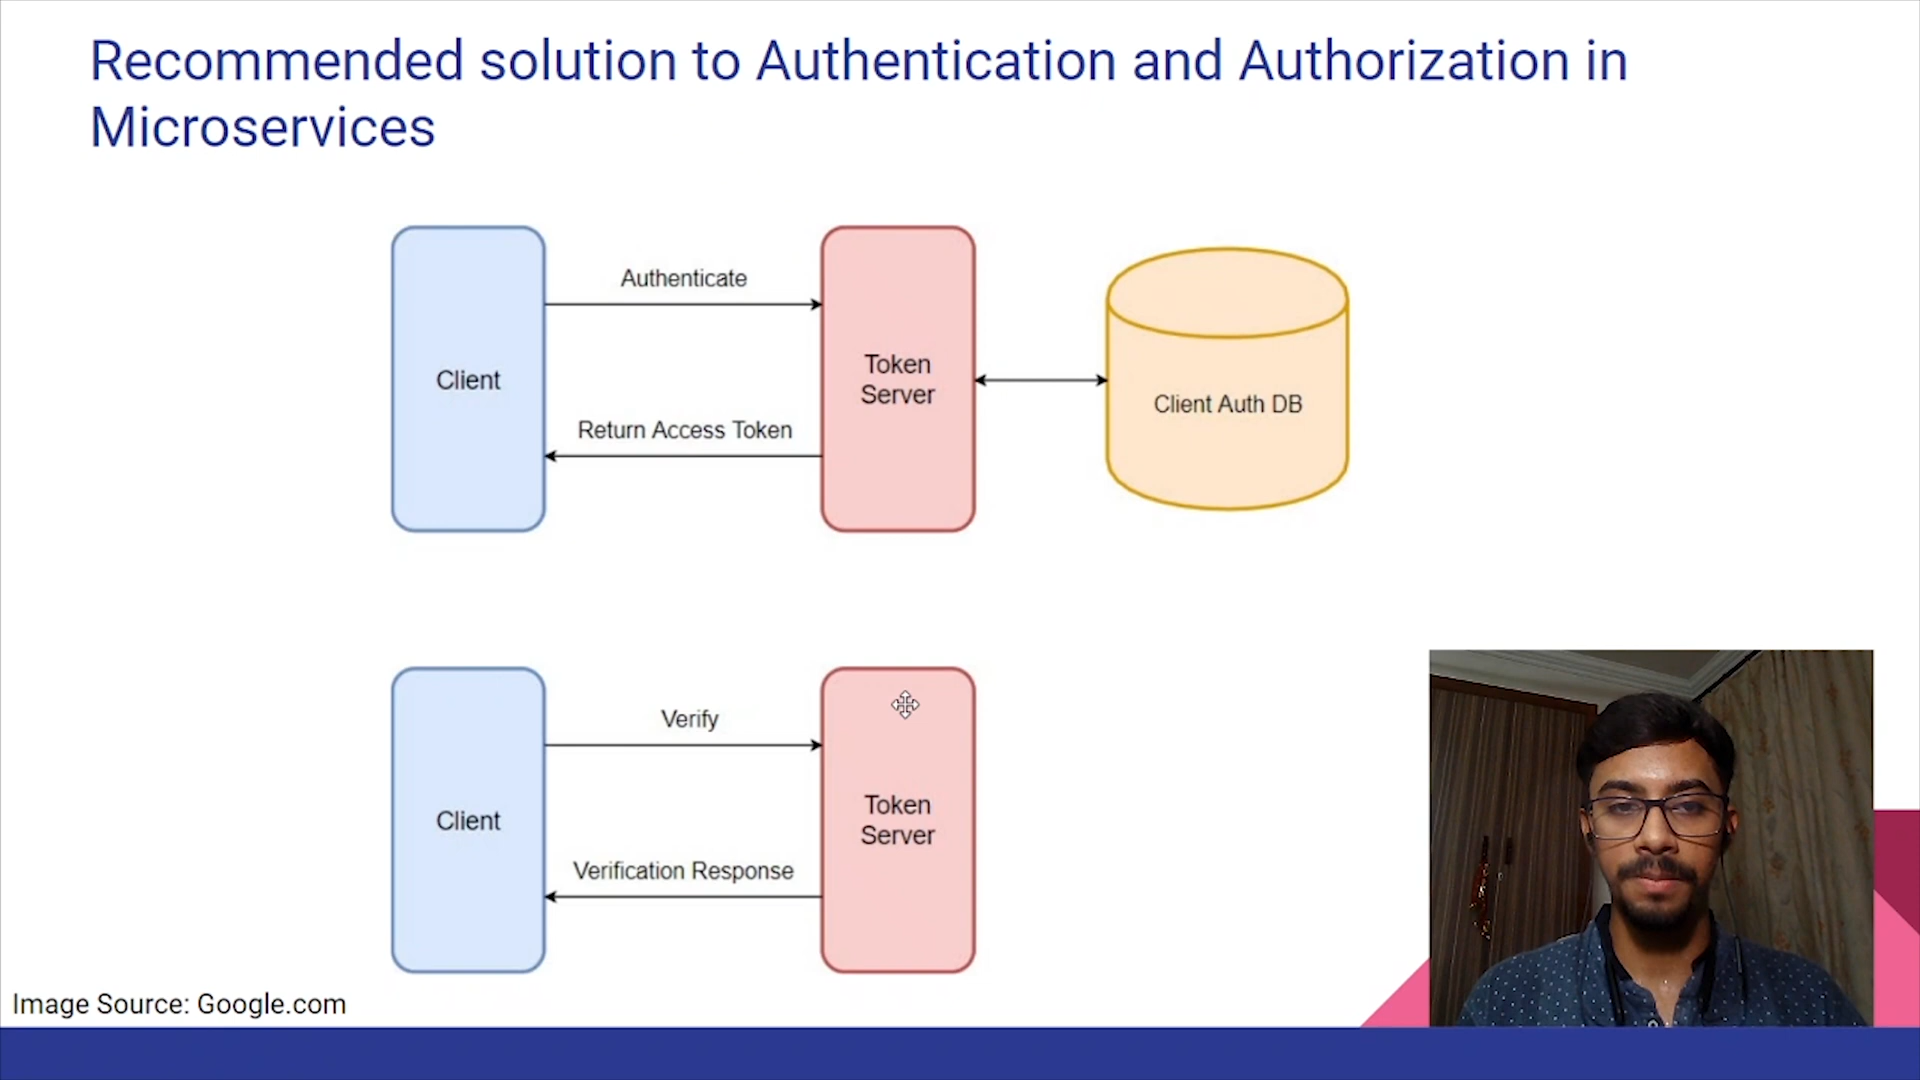 Recommended solution to Authentication and Authorization in
Microservices
Authenticate
Client
Token
Server
Client Auth DB
Return Access Token
Verify
Client
Token
Server
Verification Response
Image Source: Google.com